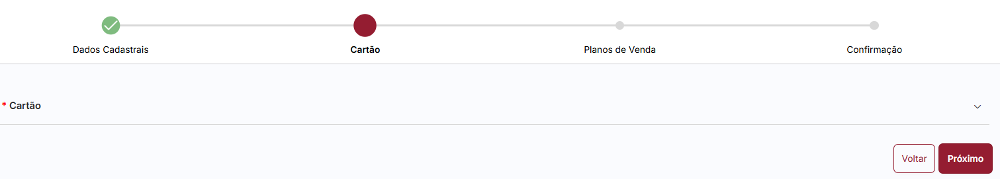 Dados Cadastrais
Cartão
Planos de Venda
Confirmação
* Cartão
Voltar
Próximo